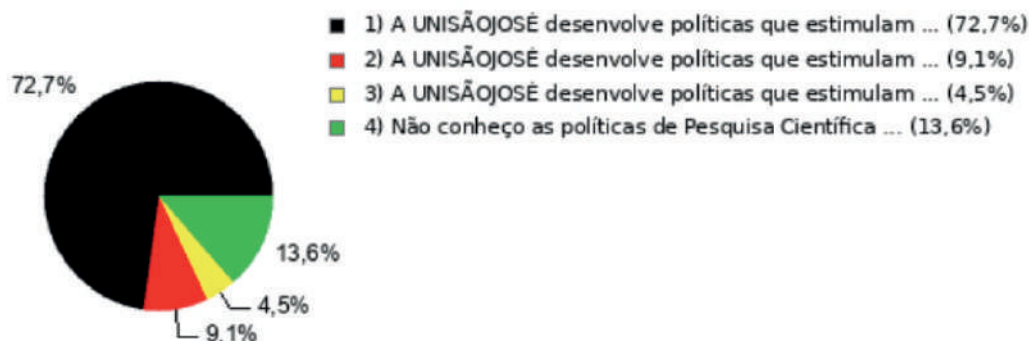 1) A UNISÃOJOSÉ desenvolve políticas que estimulam ... (72,7%)
2) A UNISÃOJOSÉ desenvolve políticas que estimulam ... (9,1%)
3) A UNISÃOJOSÉ desenvolve políticas que estimulam ... (4,5%)
4) Não conheço as políticas de Pesquisa Científica ... (13,6%)
72,7%
13,6%
4,5%
9,1%